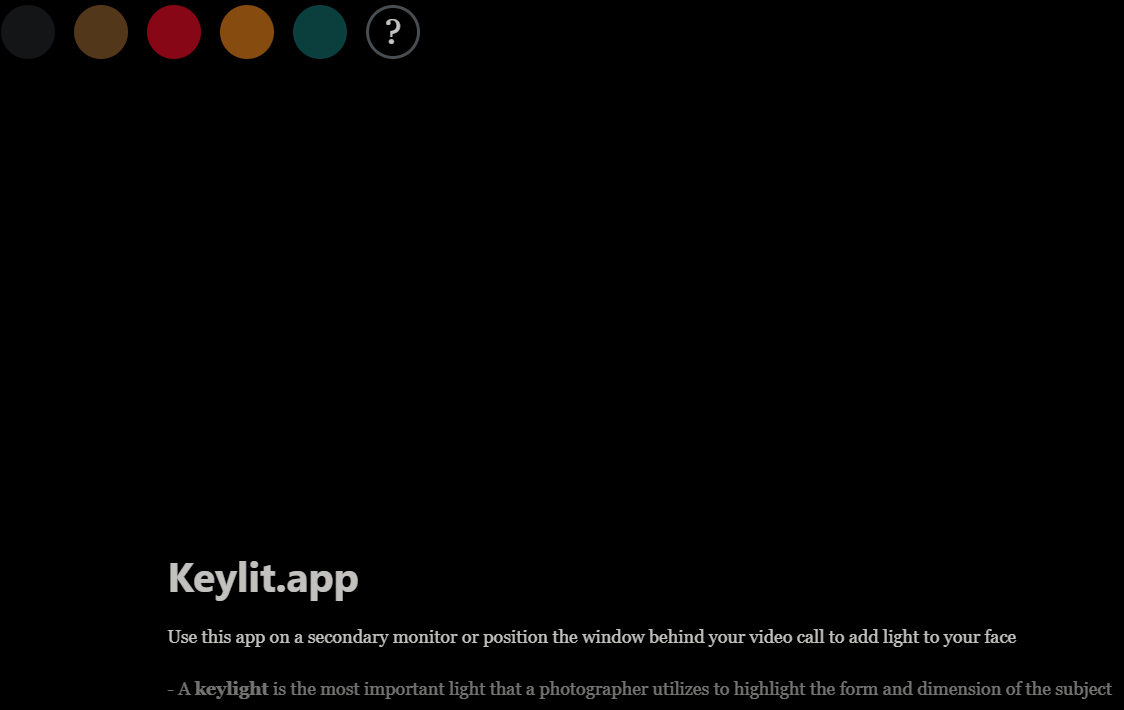 ?
Keylit.app
Use this app on a secondary monitor or position the window behind your video call to add light to your face
- A keylight is the most important light that a photographer utilizes to highlight the form and dimension of the subject